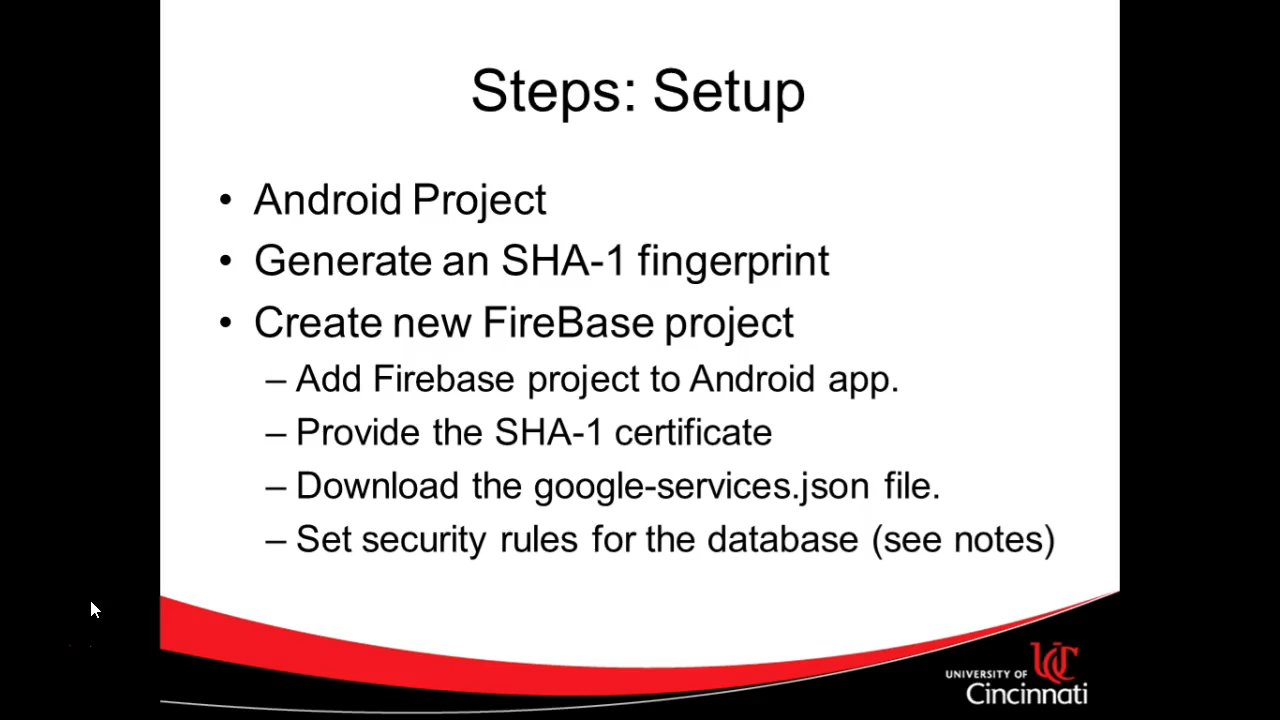 Steps: Setup
• Android Project
• Generate an SHA-1 fingerprint
• Create new FireBase project
– Add Firebase project to Android app.
– Provide the SHA-1 certificate
– Download the google-services.json file.
– Set security rules for the database (see notes)
UC
UNIVERSITY OF
Cincinnati